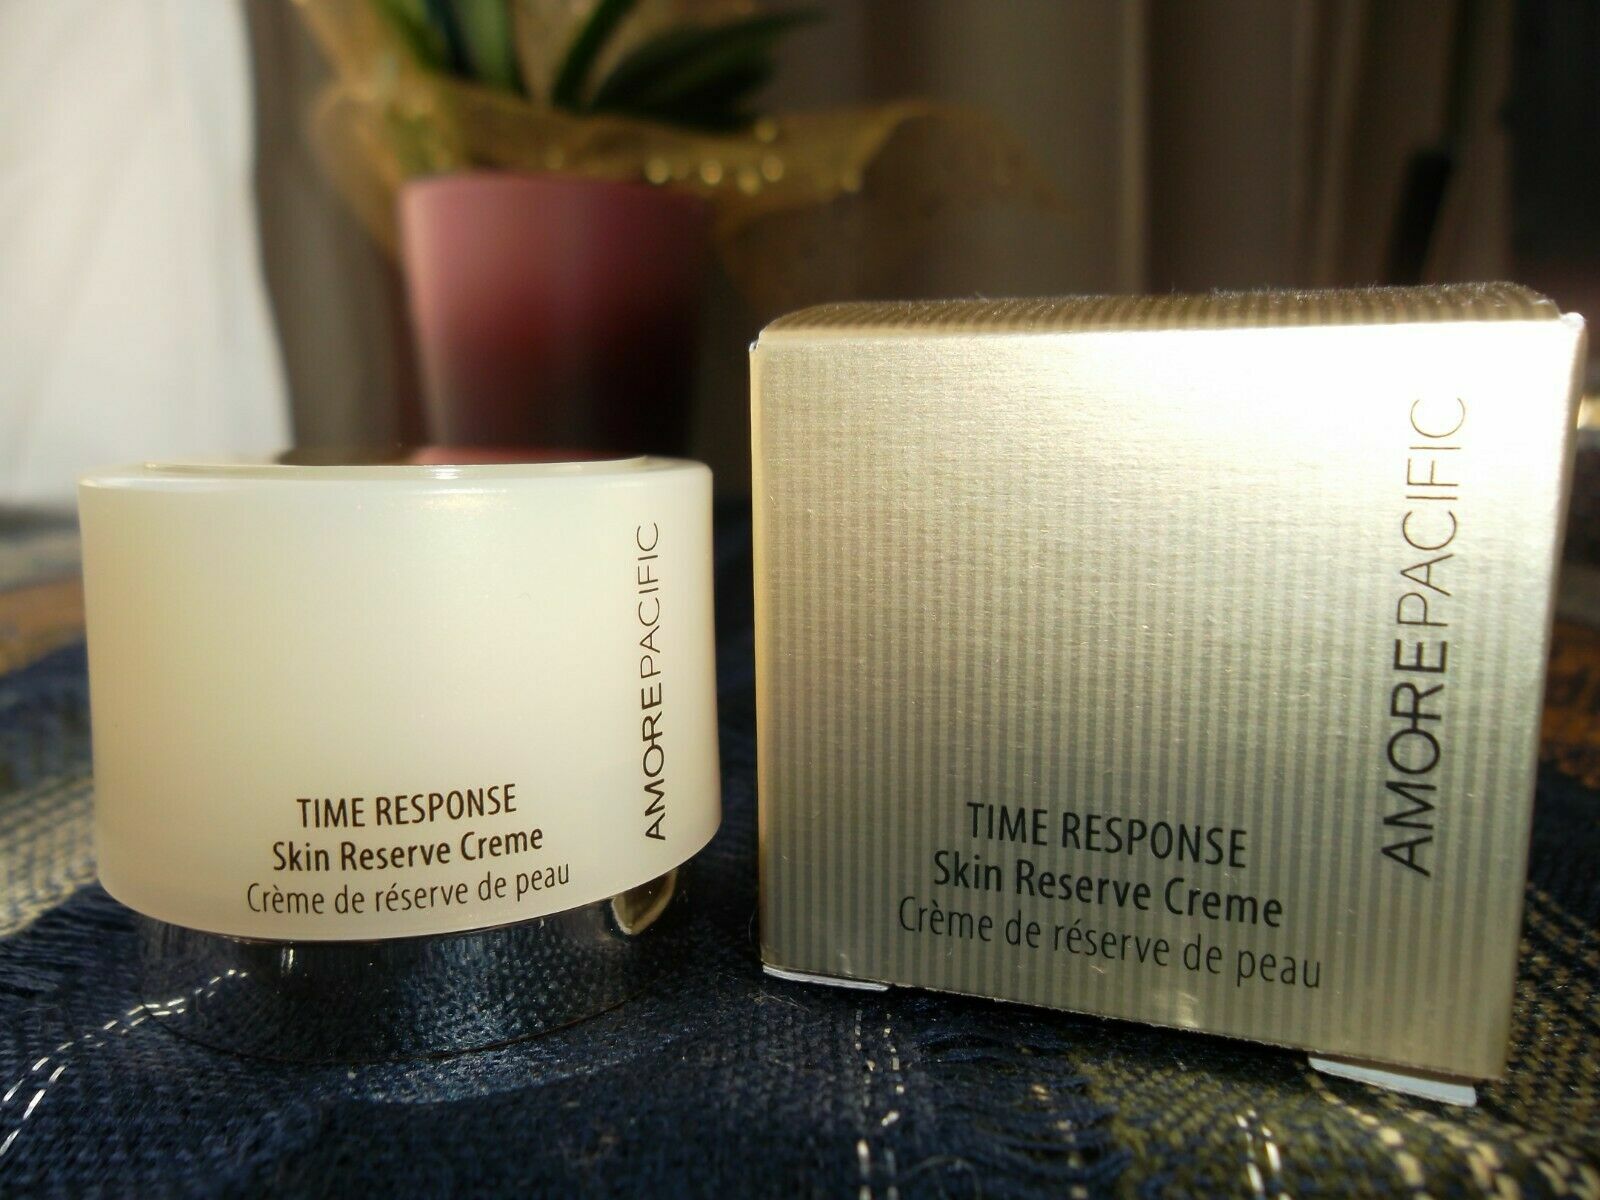 TIME RESPONSE
Skin Reserve Creme
Crème de réserve de peau
AMOREPACIFIC
TIME RESPONSE
Skin Reserve Creme
Crème de réserve de peau
AMOREPACIFIC